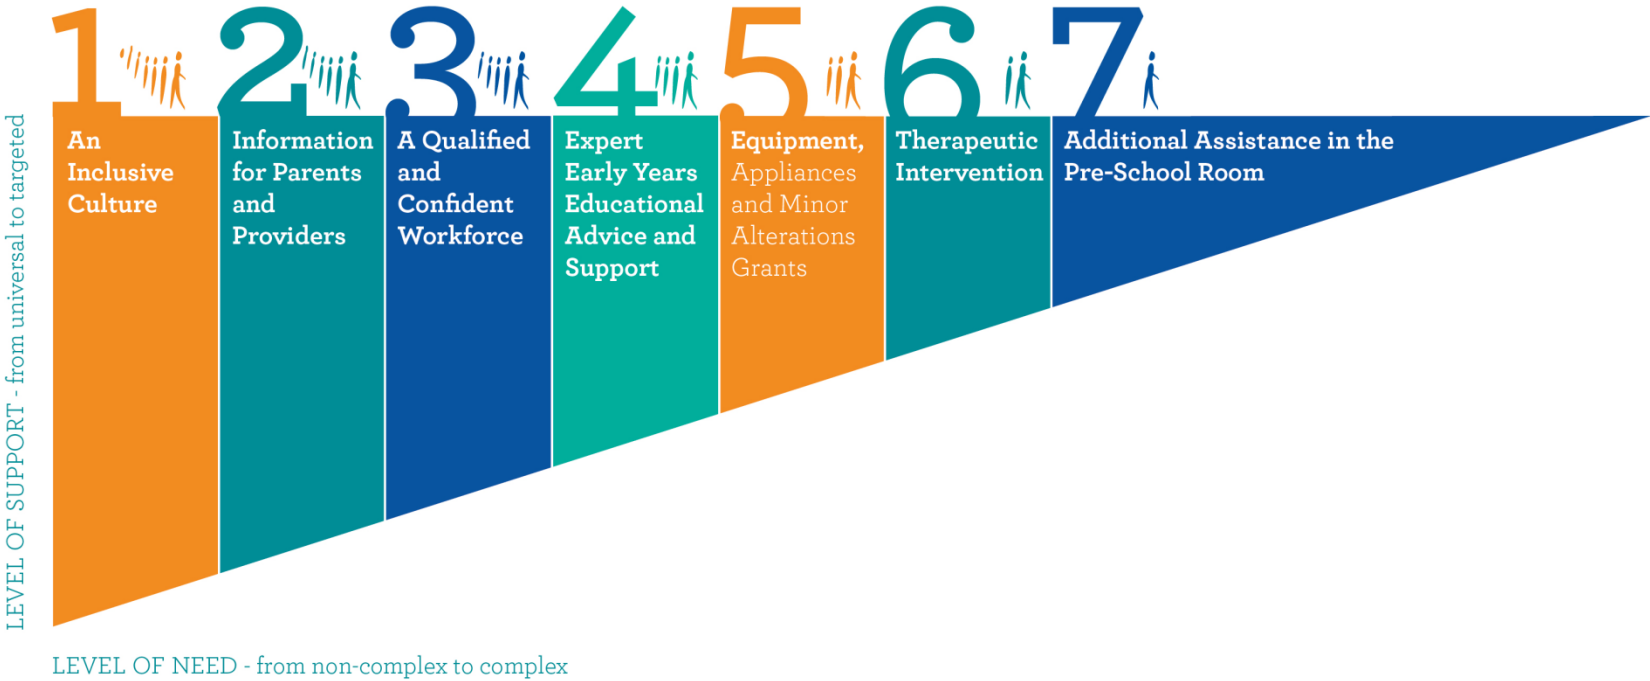 1
An
Inclusive
Culture
2
Information
for Parents
and
Providers
3
A Qualified
and
Confident
Workforce
4
Expert
Early Years
Educational
Advice and
Support
5
Equipment,
Appliances
and Minor
Alterations
Grants
6
Therapeutic
Intervention
7
Additional Assistance in the
Pre-School Room
LEVEL OF SUPPORT - from universal to targeted
LEVEL OF NEED - from non-complex to complex